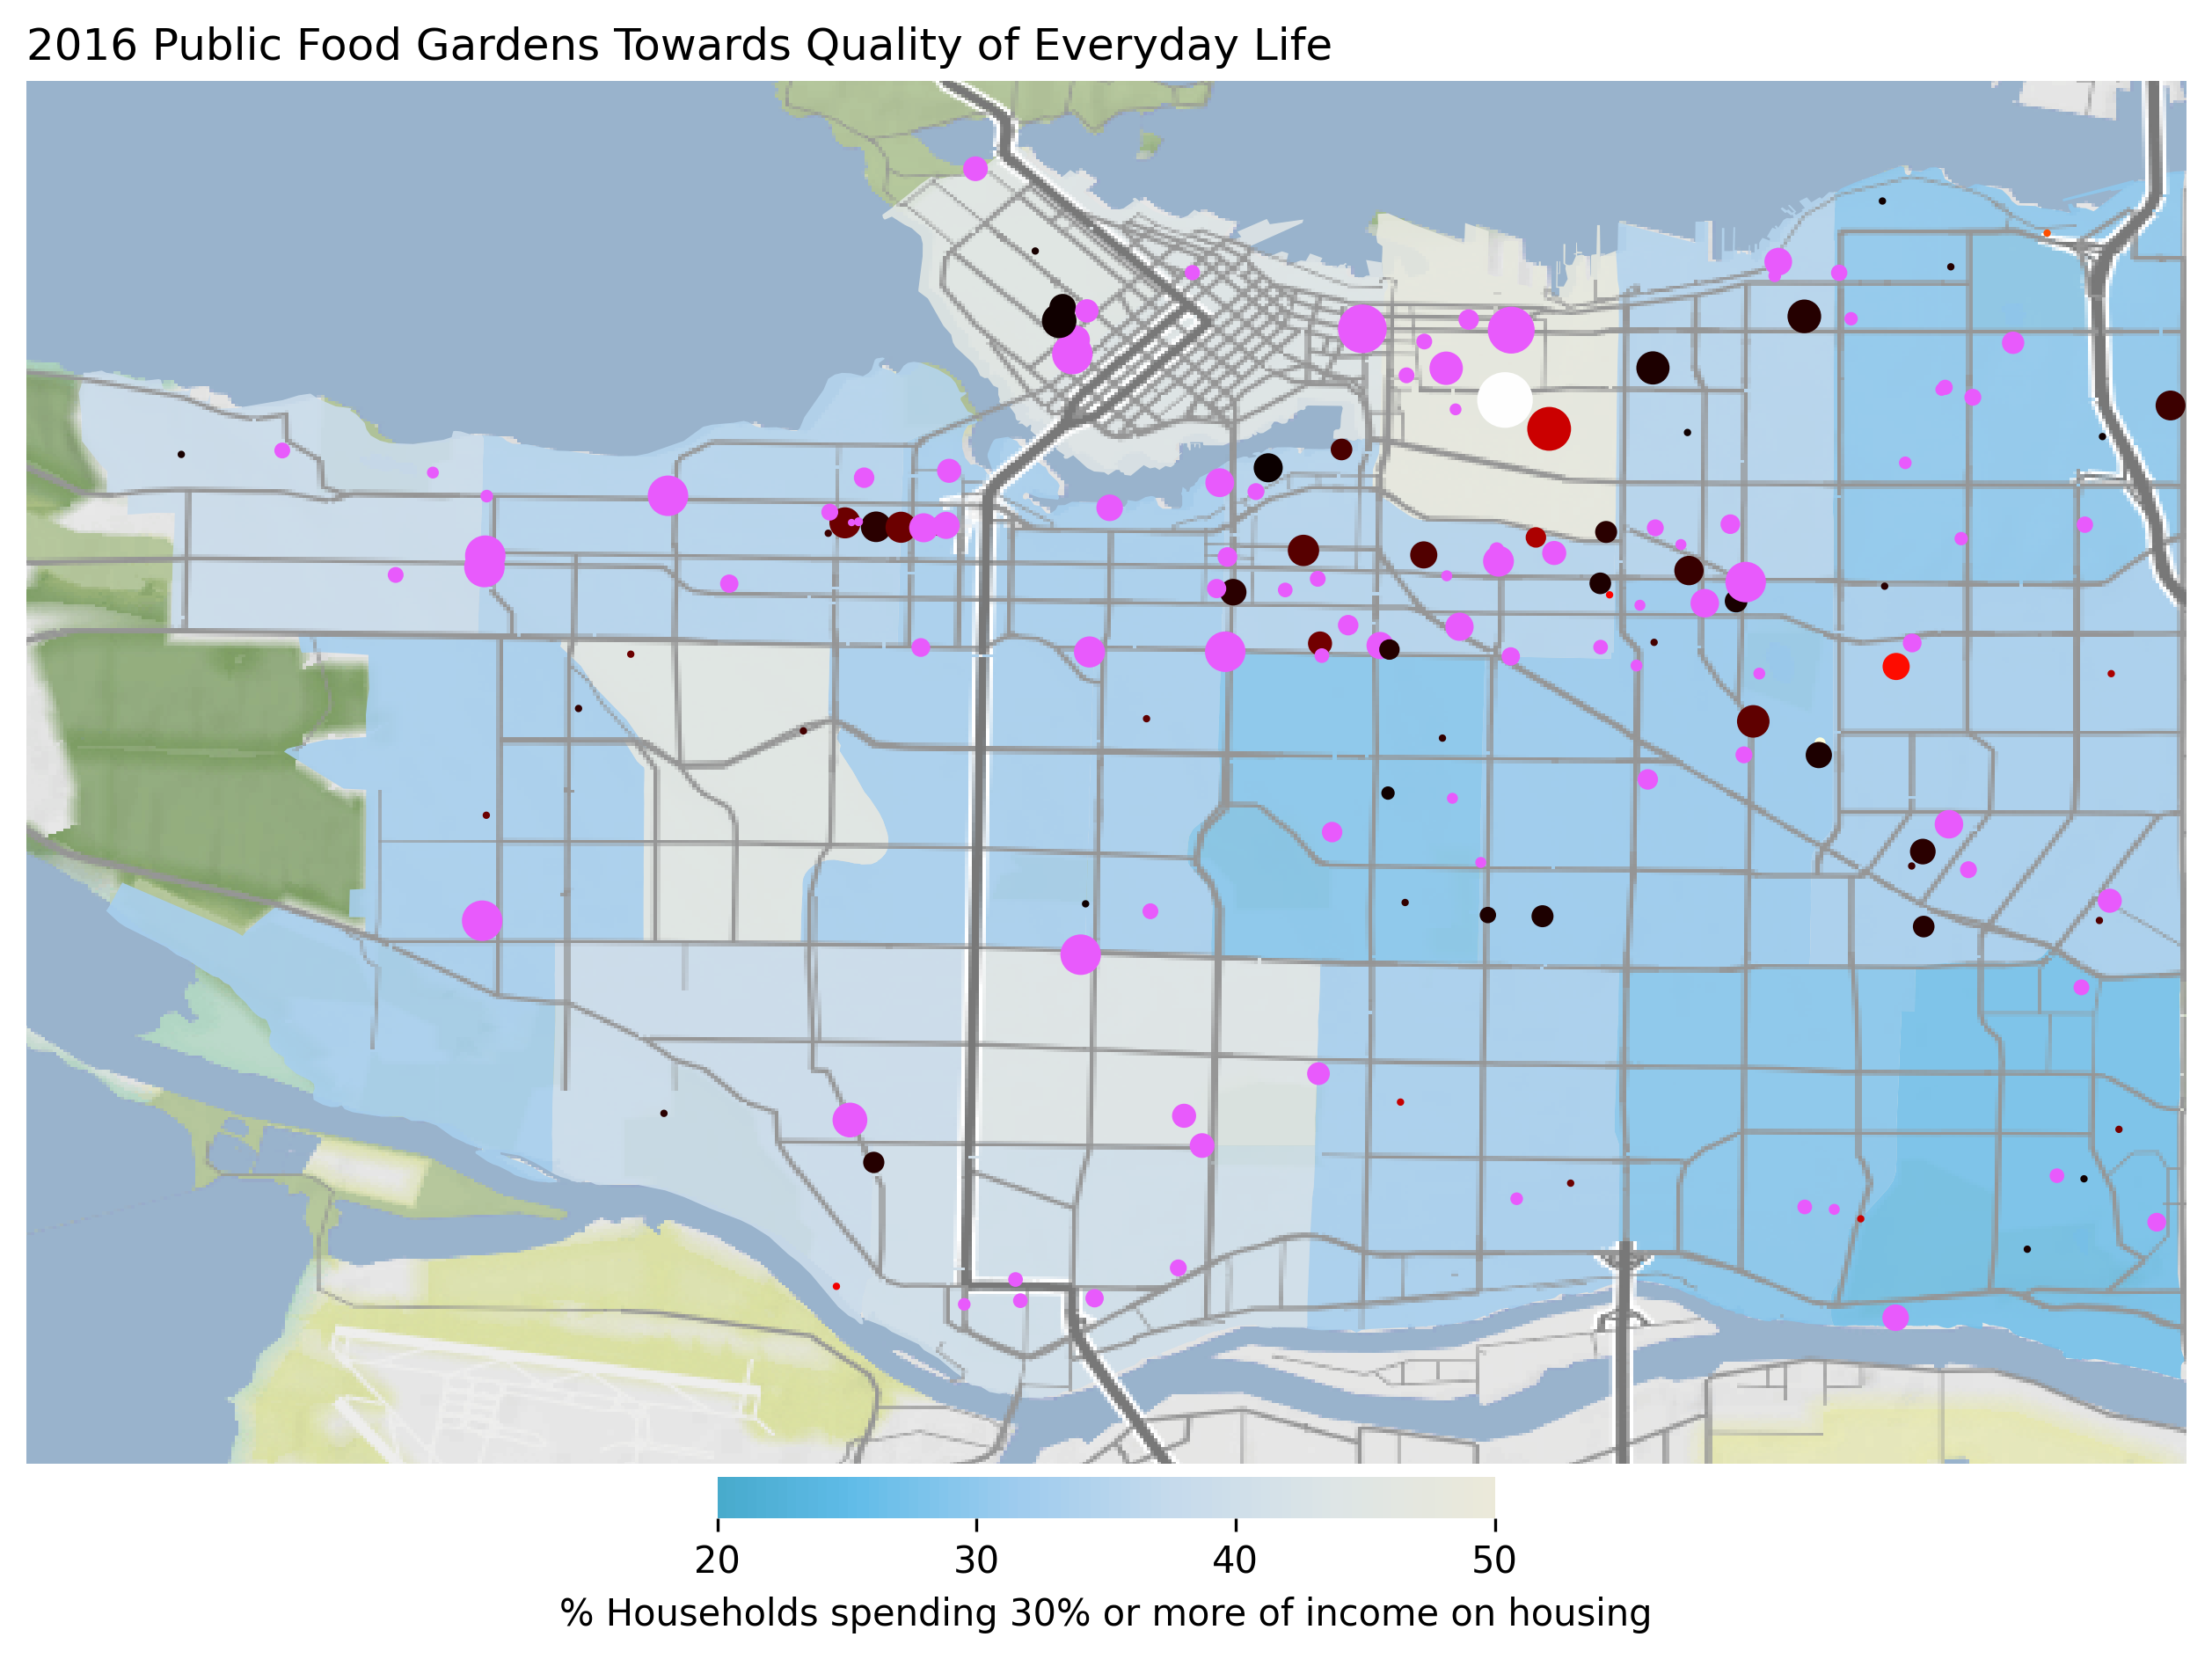 2016 Public Food Gardens Towards Quality of Everyday Life
20 30 40 50
% Households spending 30% or more of income on housing